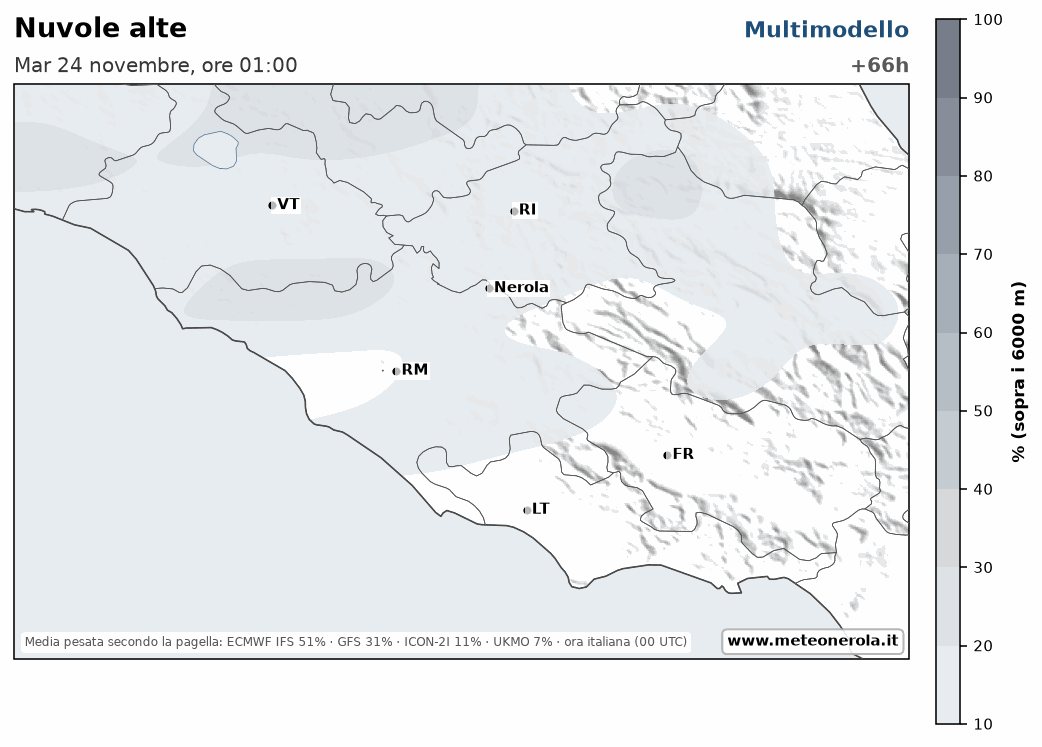 Nuvole alte
Multimodello
Mar 24 novembre, ore 01:00
+66h
100
90
80
70
60
50
40
30
20
10
% (sopra i 6000 m)
VT
RI
Nerola
RM
FR
LT
Media pesata secondo la pagella: ECMWF IFS 51% · GFS 31% · ICON-2I 11% · UKMO 7% · ora italiana (00 UTC)
www.meteonerola.it